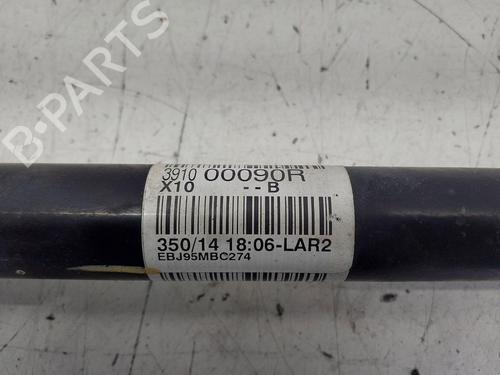 B-PARTS
3910 00090R
X10 --B
350/14 18:06-LAR2
EBJ95MBC274